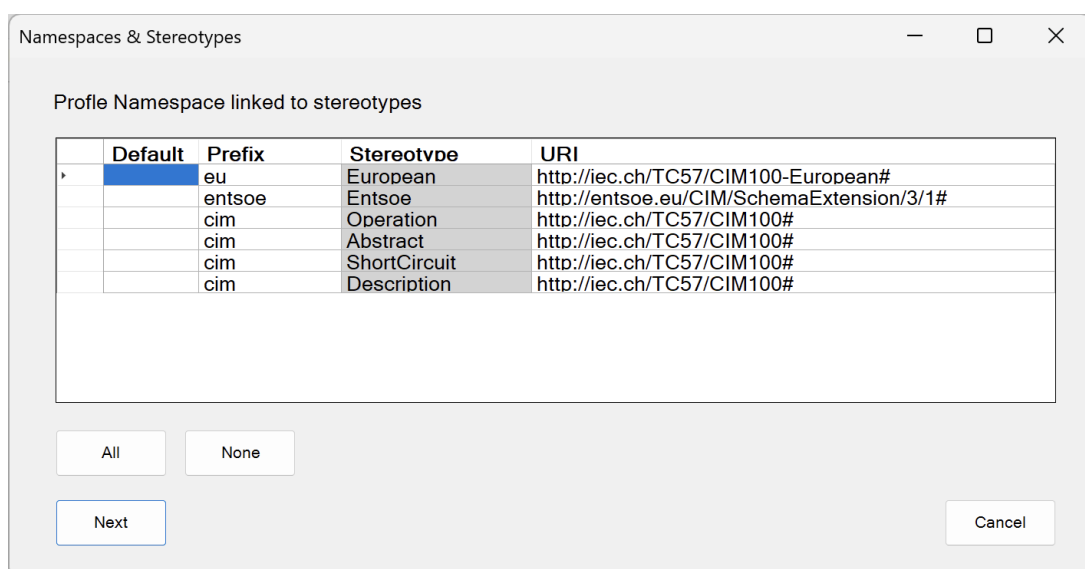 Namespaces & Stereotypes
Profle Namespace linked to stereotypes
Default Prefix Stereotype URI
eu European http://iec.ch/TC57/CIM100-European#
entsoe Entsoe http://entsoe.eu/CIM/SchemaExtension/3/1#
cim Operation http://iec.ch/TC57/CIM100#
cim Abstract http://iec.ch/TC57/CIM100#
cim ShortCircuit http://iec.ch/TC57/CIM100#
cim Description http://iec.ch/TC57/CIM100#
All None
Next Cancel